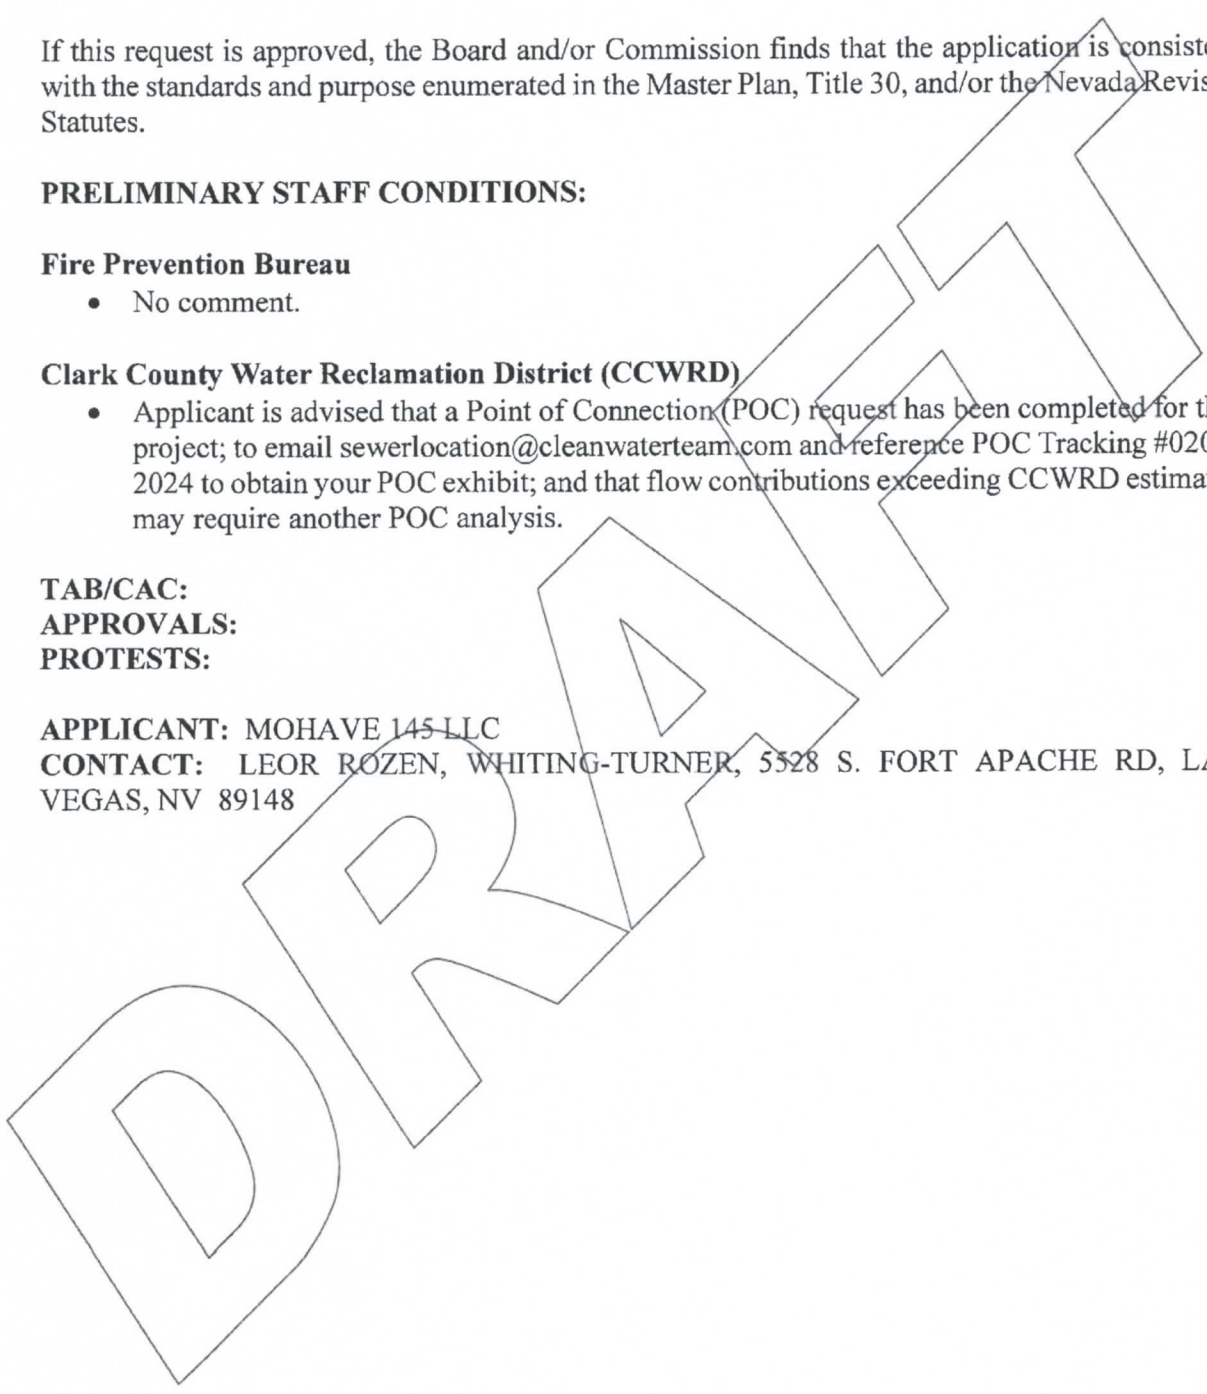 If this request is approved, the Board and/or Commission finds that the application is consiste
with the standards and purpose enumerated in the Master Plan, Title 30, and/or the Nevada Revis
Statutes.
PRELIMINARY STAFF CONDITIONS:
Fire Prevention Bureau
• No comment.
Clark County Water Reclamation District (CCWRD)
• Applicant is advised that a Point of Connection (POC) request has been completed for th
project; to email sewerlocation@cleanwaterteam.com and reference POC Tracking #020
2024 to obtain your POC exhibit; and that flow contributions exceeding CCWRD estima
may require another POC analysis.
TAB/CAC:
APPROVALS:
PROTESTS:
APPLICANT: MOHAVE 145 LLC
CONTACT: LEOR ROZEN, WHITING-TURNER, 5528 S. FORT APACHE RD, LA
VEGAS, NV 89148
DRAFT